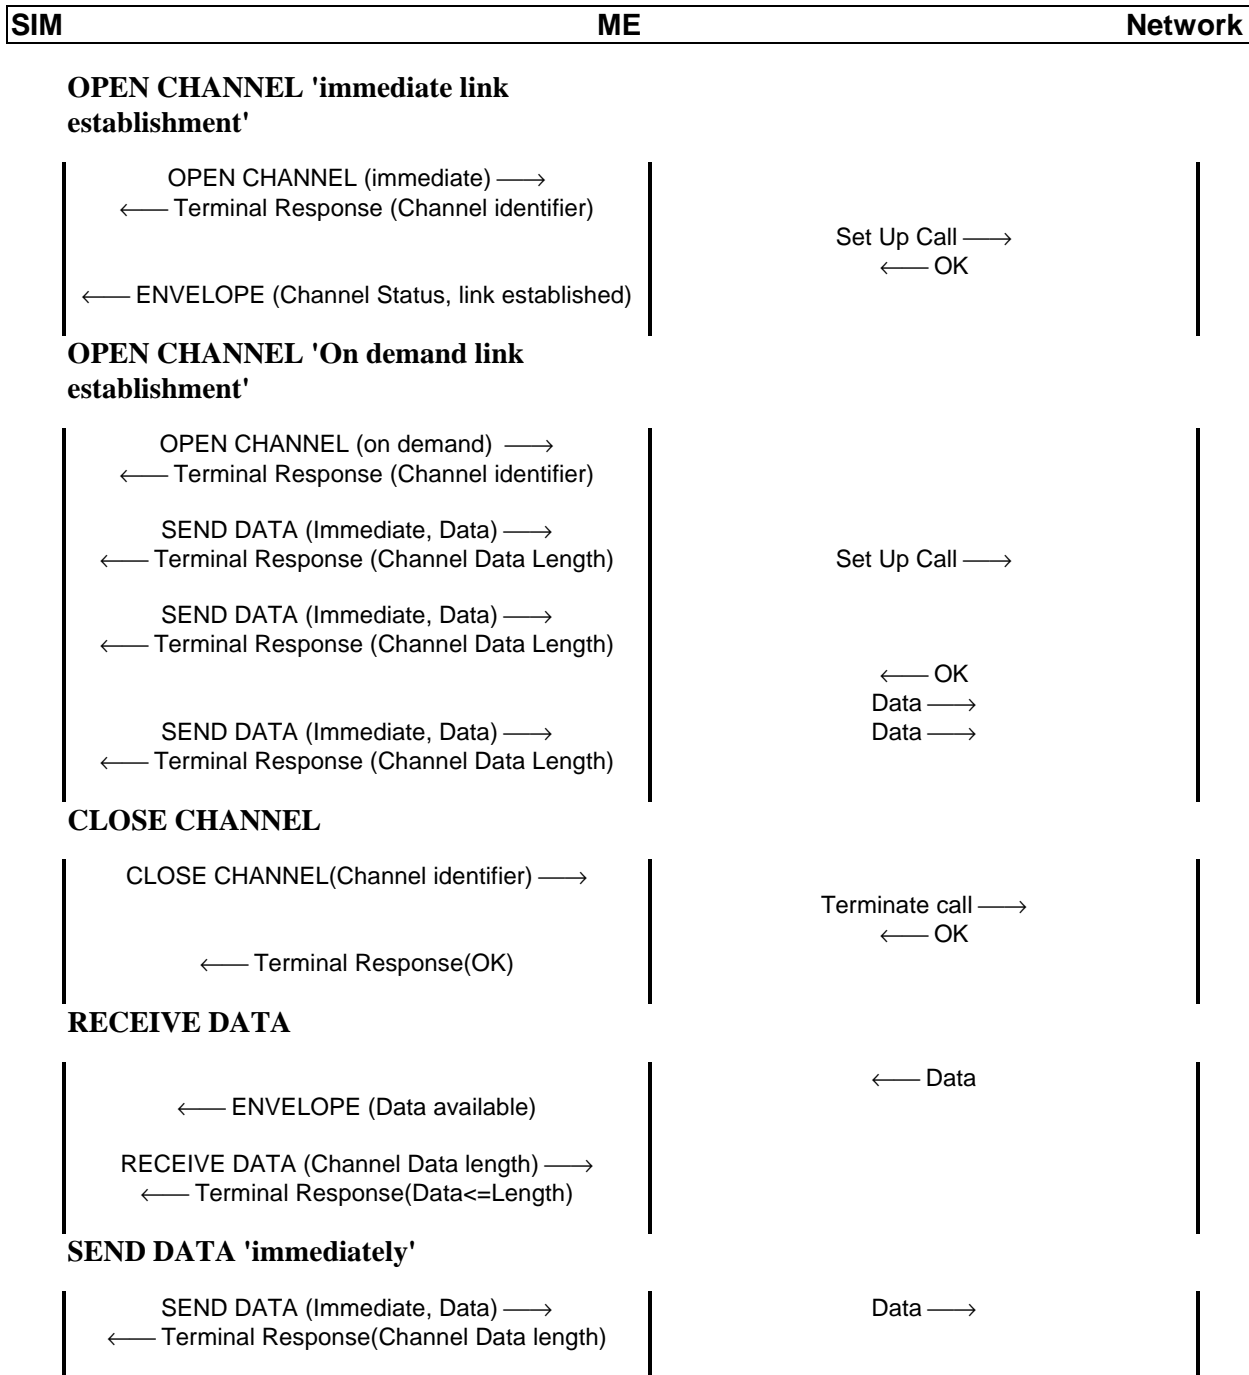 SIM ME Network
OPEN CHANNEL 'immediate link
establishment'
OPEN CHANNEL (immediate) ⟶
⟵ Terminal Response (Channel identifier)
Set Up Call ⟶
⟵ OK
⟵ ENVELOPE (Channel Status, link established)
OPEN CHANNEL 'On demand link
establishment'
OPEN CHANNEL (on demand) ⟶
⟵ Terminal Response (Channel identifier)
SEND DATA (Immediate, Data) ⟶
⟵ Terminal Response (Channel Data Length) Set Up Call ⟶
SEND DATA (Immediate, Data) ⟶
⟵ Terminal Response (Channel Data Length)
⟵ OK
Data ⟶
SEND DATA (Immediate, Data) ⟶ Data ⟶
⟵ Terminal Response (Channel Data Length)
CLOSE CHANNEL
CLOSE CHANNEL(Channel identifier) ⟶
Terminate call ⟶
⟵ OK
⟵ Terminal Response(OK)
RECEIVE DATA
⟵ Data
⟵ ENVELOPE (Data available)
RECEIVE DATA (Channel Data length) ⟶
⟵ Terminal Response(Data<=Length)
SEND DATA 'immediately'
SEND DATA (Immediate, Data) ⟶ Data ⟶
⟵ Terminal Response(Channel Data length)